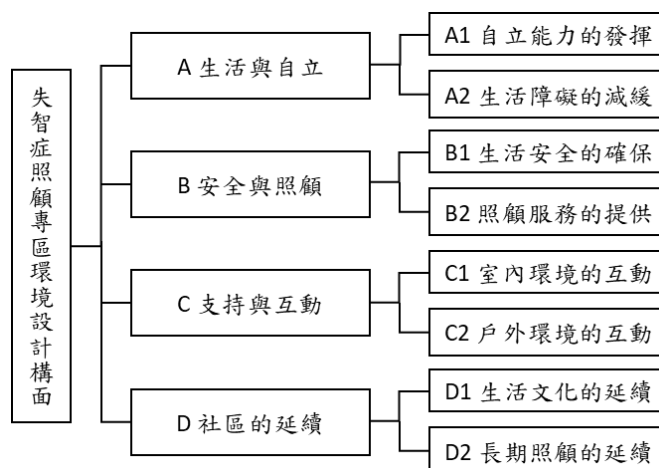 失智症照顧專區環境設計構面
A 生活與自立
A1 自立能力的發揮
A2 生活障礙的減緩
B 安全與照顧
B1 生活安全的確保
B2 照顧服務的提供
C 支持與互動
C1 室內環境的互動
C2 戶外環境的互動
D 社區的延續
D1 生活文化的延續
D2 長期照顧的延續